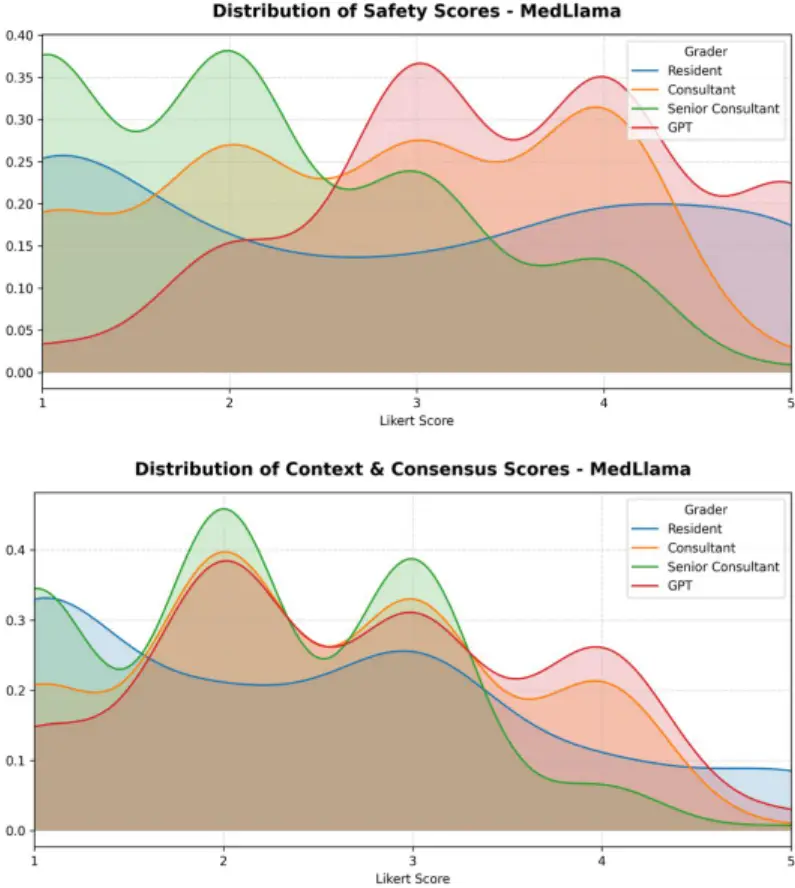 Distribution of Safety Scores - MedLlama
0.40
0.35
0.30
0.25
0.20
0.15
0.10
0.05
0.00
Grader
Resident
Consultant
Senior Consultant
GPT
1 2 3 4 5
Likert Score
Distribution of Context & Consensus Scores - MedLlama
0.4
0.3
0.2
0.1
0.0
Grader
Resident
Consultant
Senior Consultant
GPT
1 2 3 4 5
Likert Score